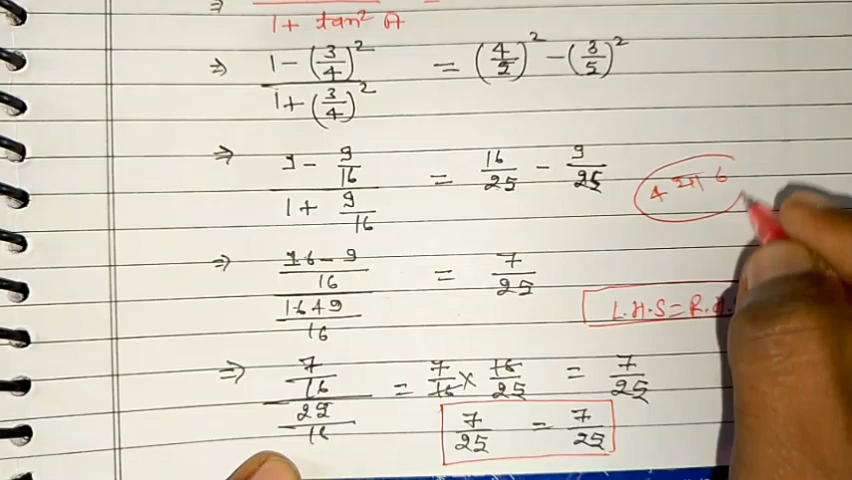 ⇒
1 + tan² A
⇒ (1 - (3/4)²) / (1 + (3/4)²) = (4/5)² - (3/5)²
⇒ (1 - 9/16) / (1 + 9/16) = 16/25 - 9/25
4 या 6
⇒ ((16 - 9)/16) / ((16+9)/16) = 7/25
L.H.S = R.H.
⇒ (7/16) / (25/16) = 7/16 × 16/25 = 7/25
7/25 = 7/25